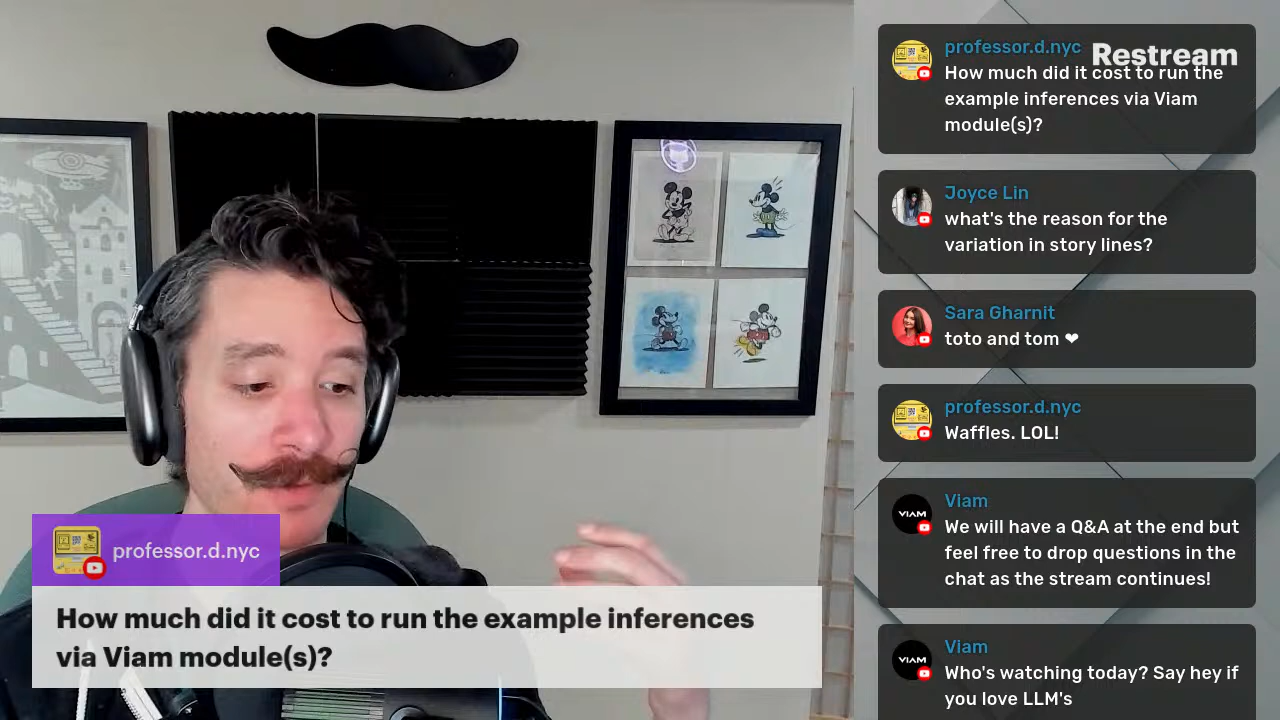 professor.d.nyc
How much did it cost to run the example inferences
via Viam module(s)?
Restream
professor.d.nyc
How much did it cost to run the
example inferences via Viam
module(s)?
Joyce Lin
what's the reason for the
variation in story lines?
Sara Gharnit
toto and tom ❤
professor.d.nyc
Waffles. LOL!
VIAM
Viam
We will have a Q&A at the end but
feel free to drop questions in the
chat as the stream continues!
VIAM
Viam
Who's watching today? Say hey if
you love LLM's